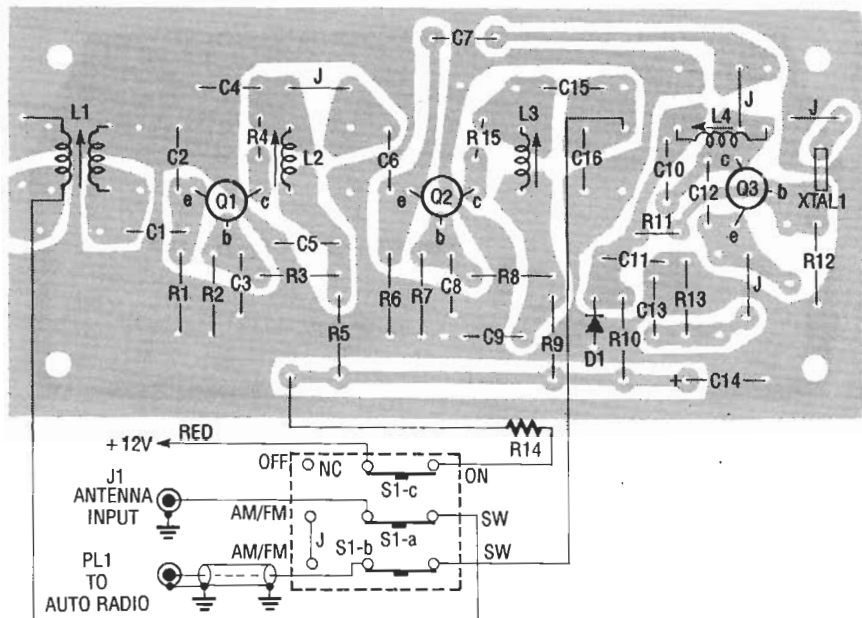 C7
C4 J C15
L1 J J
R4 R15 L3 L4
C2 L2 C6 C16 C10 c
Q1 Q2 C12 Q3
e c e c b XTAL1
b b R11 e
C1 C5 C11
R1 R2 C3 R3 R6 R7 C8 R8 C13 R13 J R12
R5 C9 R9 D1 R10
+ C14
+12V RED R14
OFF NC ON
J1 S1-c
ANTENNA
INPUT AM/FM SW
S1-a
J
PL1 AM/FM S1-b SW
TO
AUTO RADIO